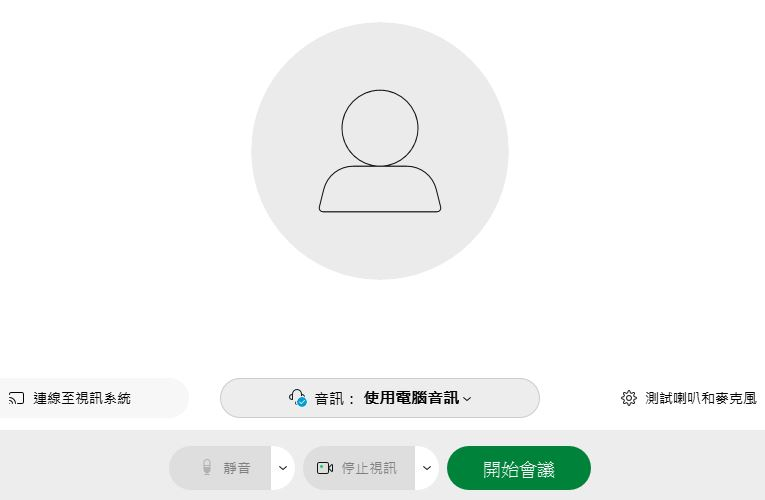 連線至視訊系統
音訊： 使用電腦音訊
測試喇叭和麥克風
靜音
停止視訊
開始會議